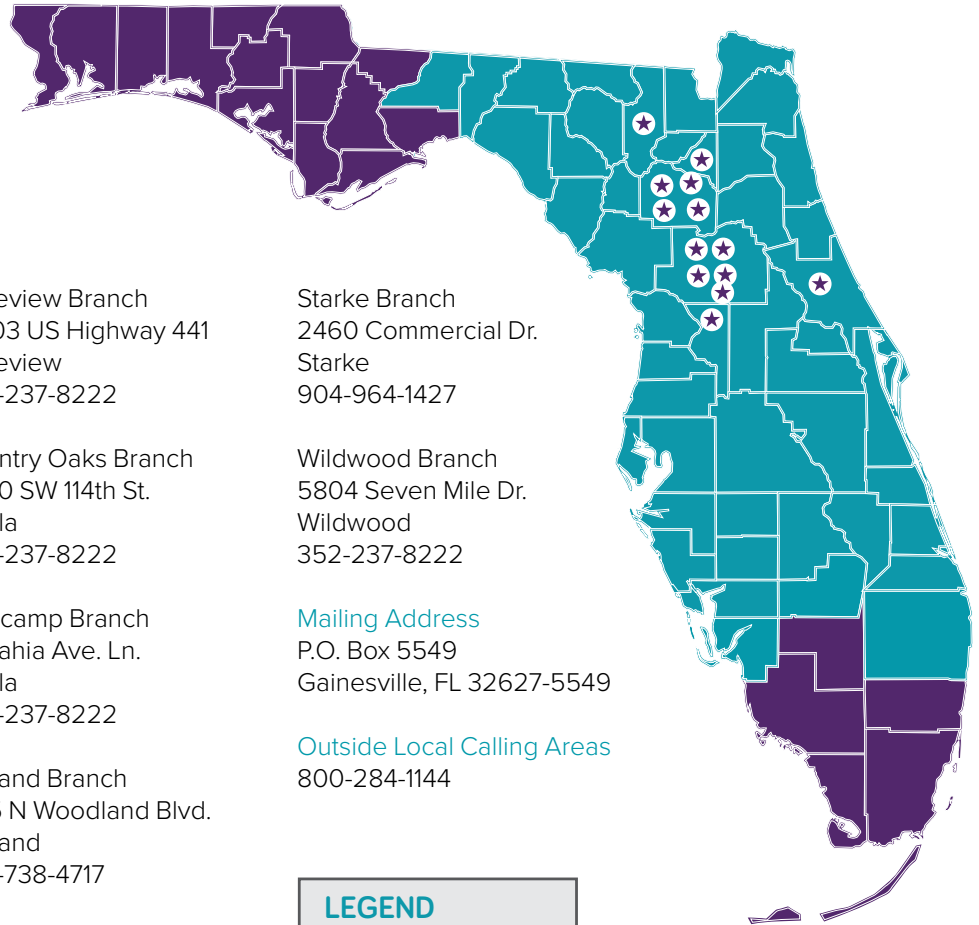 eview Branch
03 US Highway 441
eview
-237-8222
ntry Oaks Branch
0 SW 114th St.
la
-237-8222
camp Branch
ahia Ave. Ln.
la
-237-8222
and Branch
N Woodland Blvd.
and
-738-4717
Starke Branch
2460 Commercial Dr.
Starke
904-964-1427
Wildwood Branch
5804 Seven Mile Dr.
Wildwood
352-237-8222
Mailing Address
P.O. Box 5549
Gainesville, FL 32627-5549
Outside Local Calling Areas
800-284-1144
LEGEND